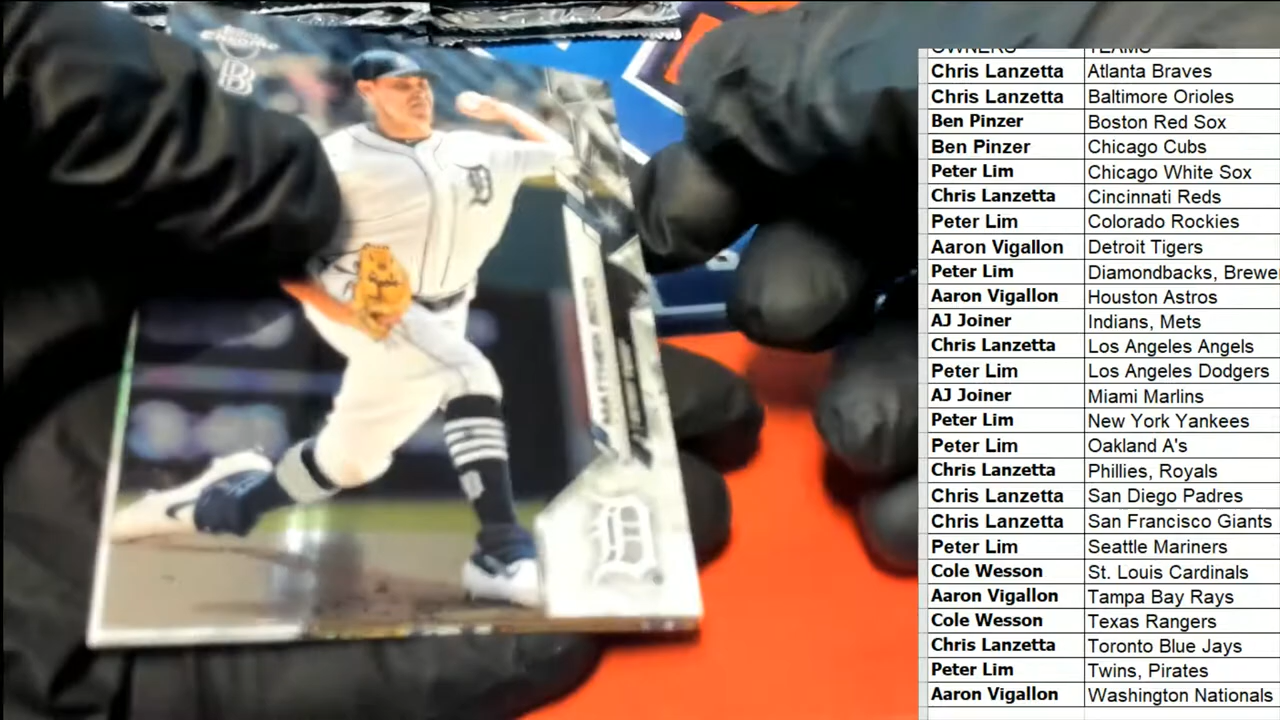 CHROME
B
D
MATTHEW BOYD
D
OWNERS TEAMS
Chris Lanzetta Atlanta Braves
Chris Lanzetta Baltimore Orioles
Ben Pinzer Boston Red Sox
Ben Pinzer Chicago Cubs
Peter Lim Chicago White Sox
Chris Lanzetta Cincinnati Reds
Peter Lim Colorado Rockies
Aaron Vigallon Detroit Tigers
Peter Lim Diamondbacks, Brewe
Aaron Vigallon Houston Astros
AJ Joiner Indians, Mets
Chris Lanzetta Los Angeles Angels
Peter Lim Los Angeles Dodgers
AJ Joiner Miami Marlins
Peter Lim New York Yankees
Peter Lim Oakland A's
Chris Lanzetta Phillies, Royals
Chris Lanzetta San Diego Padres
Chris Lanzetta San Francisco Giants
Peter Lim Seattle Mariners
Cole Wesson St. Louis Cardinals
Aaron Vigallon Tampa Bay Rays
Cole Wesson Texas Rangers
Chris Lanzetta Toronto Blue Jays
Peter Lim Twins, Pirates
Aaron Vigallon Washington Nationals